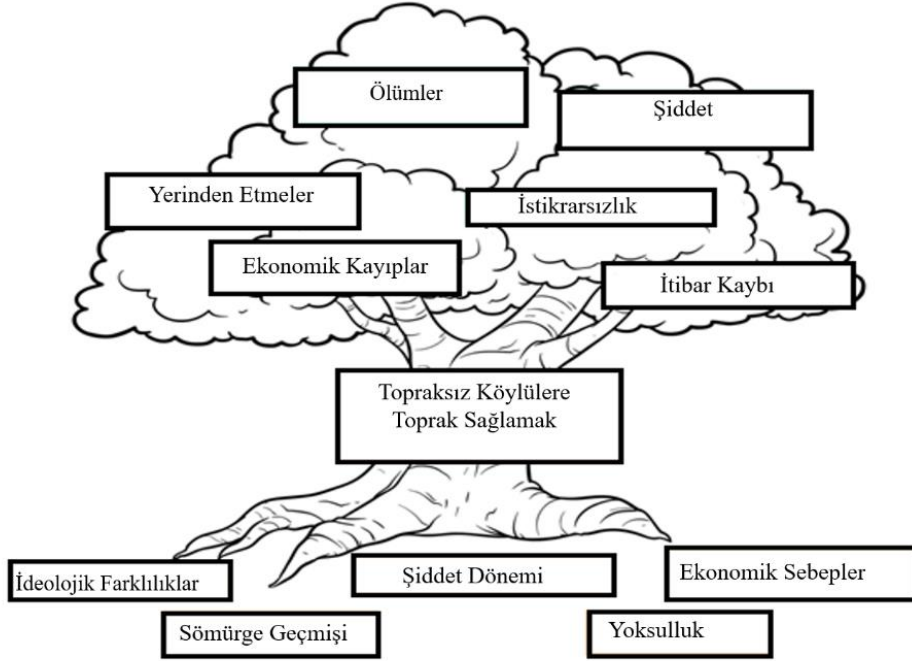 Ölümler
Şiddet
Yerinden Etmeler
İstikrarsızlık
Ekonomik Kayıplar
İtibar Kaybı
Topraksız Köylülere
Toprak Sağlamak
İdeolojik Farklılıklar
Şiddet Dönemi
Ekonomik Sebepler
Sömürge Geçmişi
Yoksulluk